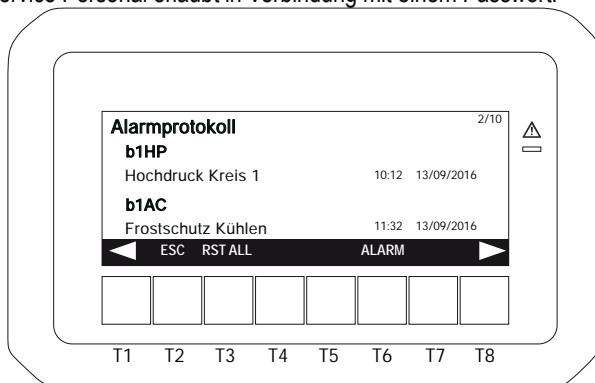 Service Personal erlaubt in Verbindung mit einem Passwort.
Alarmprotokoll 2/10
b1HP
Hochdruck Kreis 1 10:12 13/09/2016
b1AC
Frostschutz Kühlen 11:32 13/09/2016
ESC RST ALL ALARM
T1 T2 T3 T4 T5 T6 T7 T8